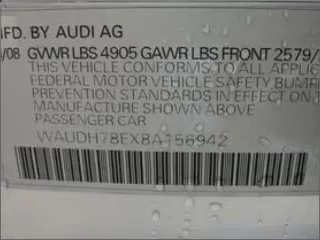 MFD. BY AUDI AG
/08 GVWR LBS 4905 GAWR LBS FRONT 2579/
THIS VEHICLE CONFORMS TO ALL
FEDERAL MOTOR VEHICLE SAFETY BUMP
PREVENTION STANDARDS IN EFFECT ON T
MANUFACTURE SHOWN ABOVE
PASSENGER CAR
WAUDH78EX8A156942